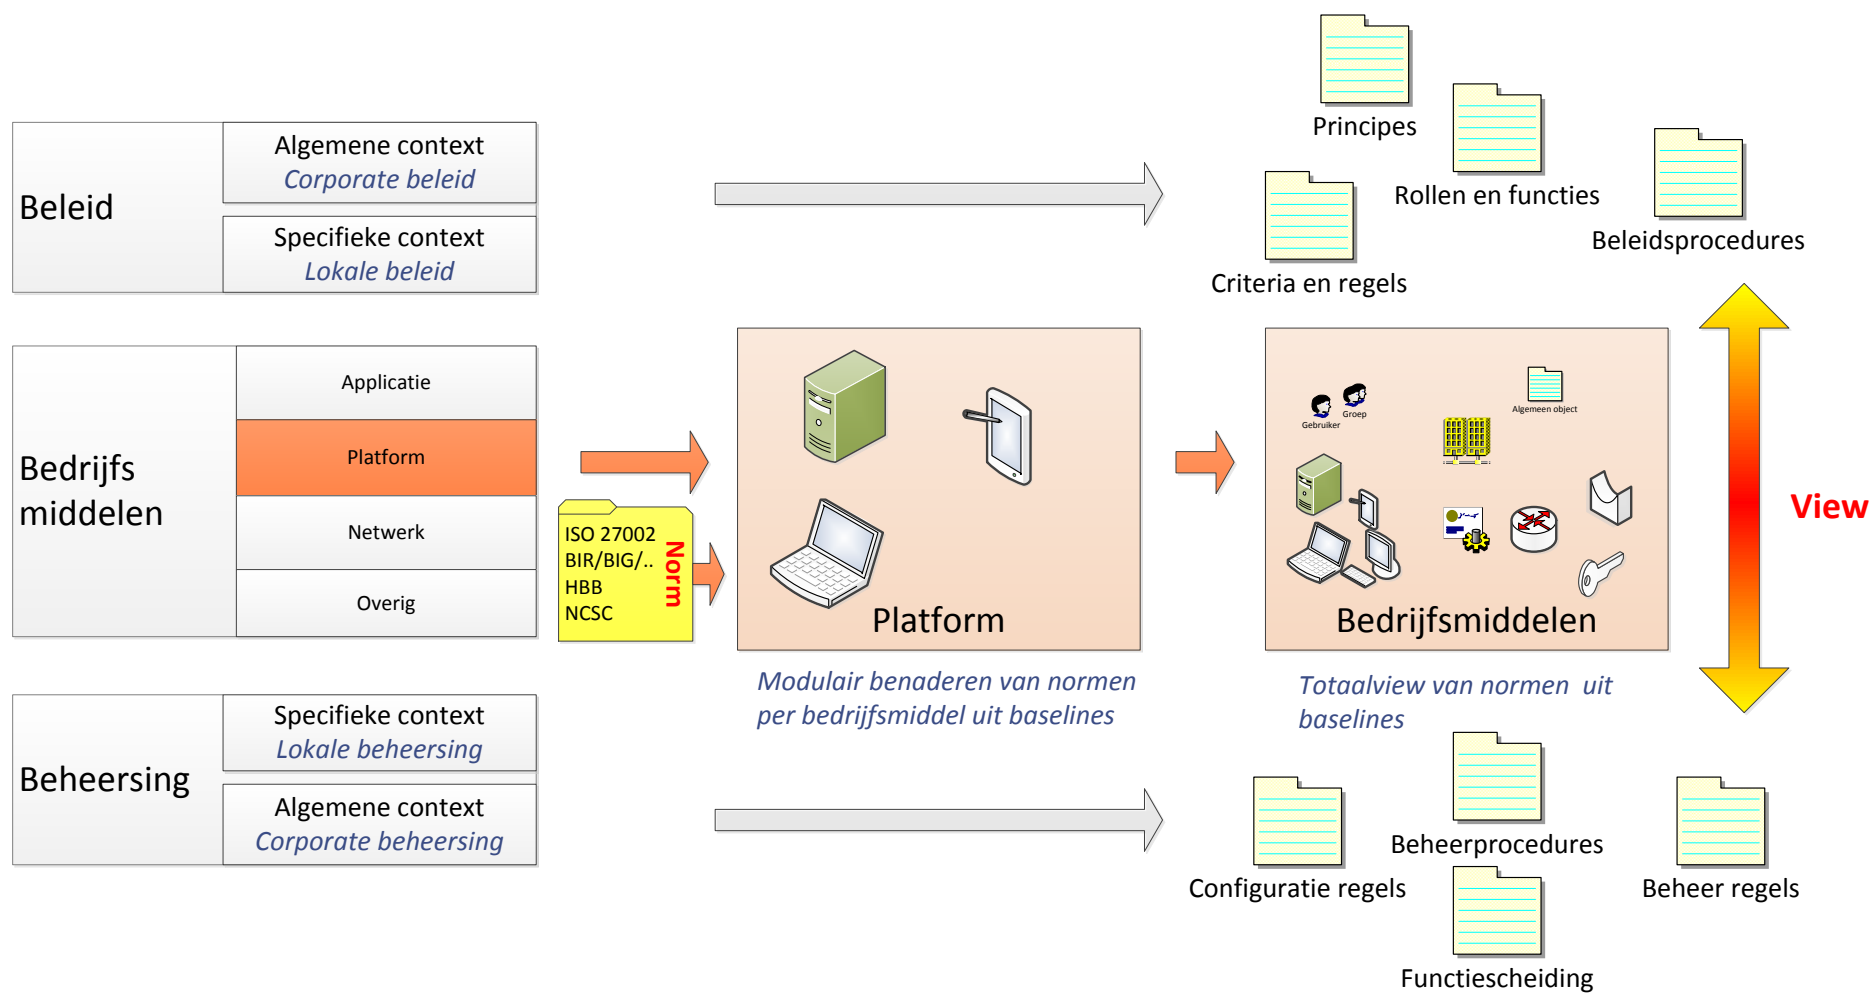 Beleid
Algemene context
Corporate beleid
Specifieke context
Lokale beleid
Principes
Rollen en functies
Beleidsprocedures
Criteria en regels
Bedrijfs
middelen
Applicatie
Platform
Netwerk
Overig
ISO 27002
BIR/BIG/..
HBB
NCSC
Norm
Platform
Modulair benaderen van normen
per bedrijfsmiddel uit baselines
Gebruiker
Groep
Algemeen object
Bedrijfsmiddelen
Totaalview van normen  uit
baselines
View
Beheersing
Specifieke context
Lokale beheersing
Algemene context
Corporate beheersing
Beheerprocedures
Configuratie regels
Beheer regels
Functiescheiding